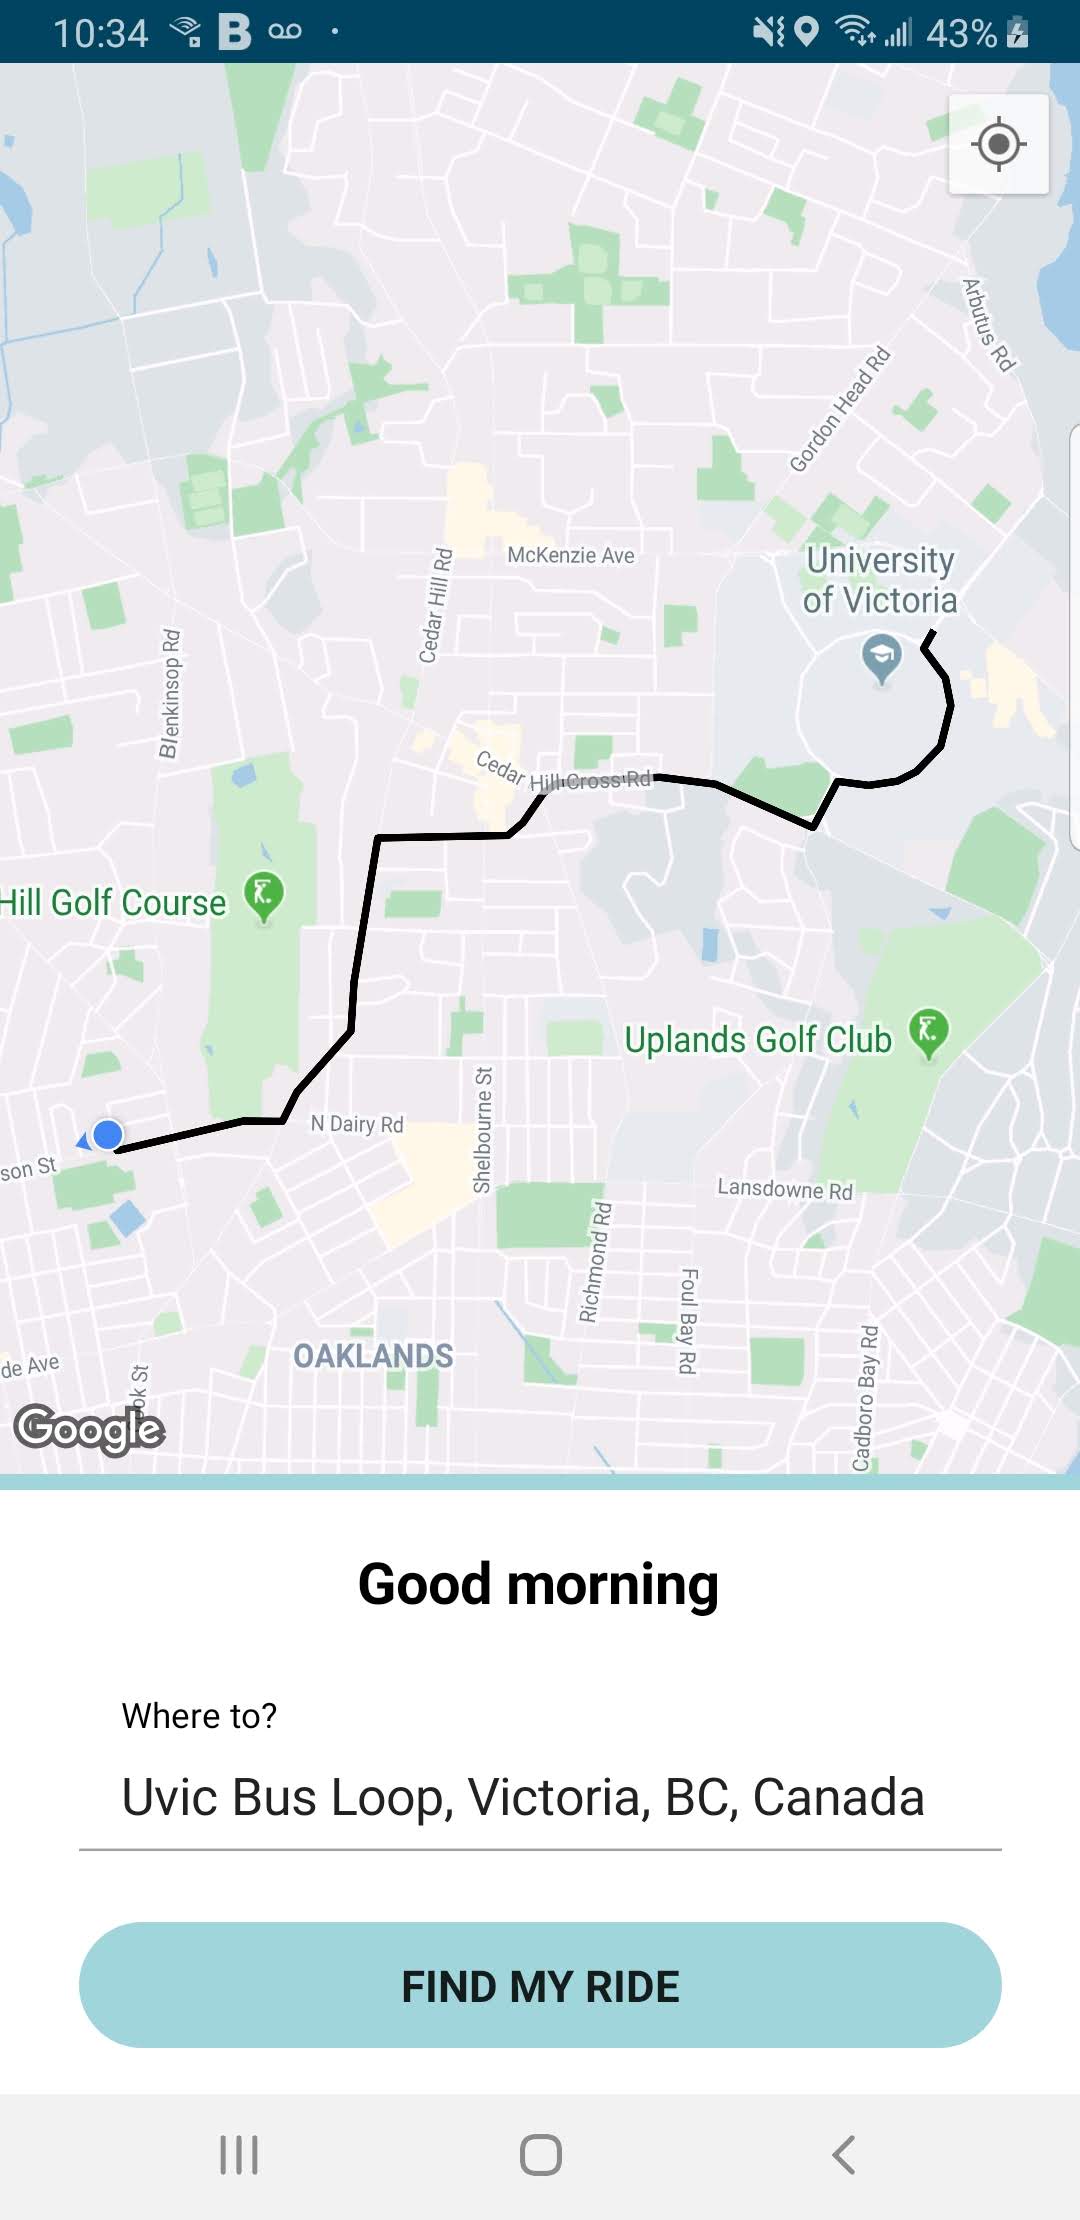 10:34
B
43%
Arbutus Rd
Gordon Head Rd
McKenzie Ave
University
of Victoria
Cedar Hill Rd
Blenkinsop Rd
Cedar Hill Cross Rd
Hill Golf Course
Uplands Golf Club
N Dairy Rd
Shelbourne St
son St
Lansdowne Rd
Richmond Rd
Foul Bay Rd
OAKLANDS
Cadboro Bay Rd
de Ave
ok St
Google
Good morning
Where to?
Uvic Bus Loop, Victoria, BC, Canada
FIND MY RIDE